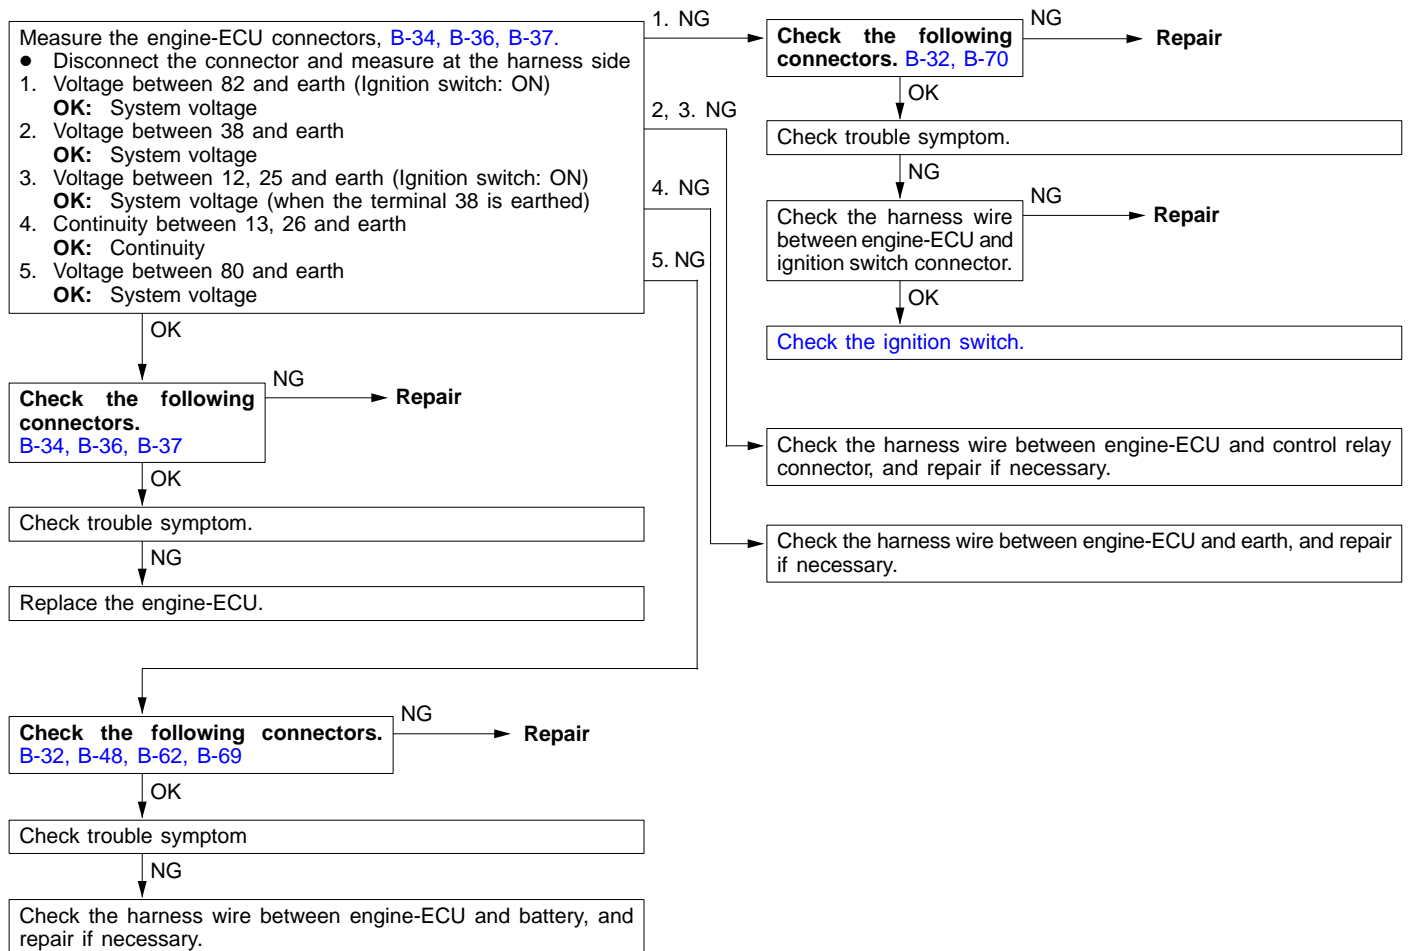 Measure the engine-ECU connectors, B-34, B-36, B-37.
● Disconnect the connector and measure at the harness side
1. Voltage between 82 and earth (Ignition switch: ON)
OK: System voltage
2. Voltage between 38 and earth
OK: System voltage
3. Voltage between 12, 25 and earth (Ignition switch: ON)
OK: System voltage (when the terminal 38 is earthed)
4. Continuity between 13, 26 and earth
OK: Continuity
5. Voltage between 80 and earth
OK: System voltage
1. NG
Check the following
connectors. B-32, B-70
NG
Repair
OK
Check trouble symptom.
NG
Check the harness wire
between engine-ECU and
ignition switch connector.
NG
Repair
OK
Check the ignition switch.
2, 3. NG
Check the harness wire between engine-ECU and control relay
connector, and repair if necessary.
4. NG
Check the harness wire between engine-ECU and earth, and repair
if necessary.
5. NG
OK
Check the following
connectors.
B-34, B-36, B-37
NG
Repair
OK
Check trouble symptom.
NG
Replace the engine-ECU.
Check the following connectors.
B-32, B-48, B-62, B-69
NG
Repair
OK
Check trouble symptom
NG
Check the harness wire between engine-ECU and battery, and
repair if necessary.